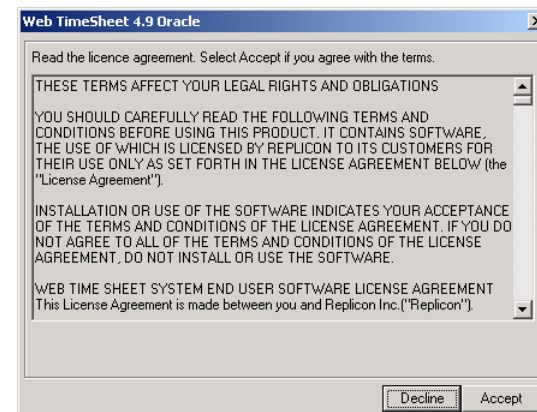 Web TimeSheet 4.9 Oracle
Read the licence agreement. Select Accept if you agree with the terms.
THESE TERMS AFFECT YOUR LEGAL RIGHTS AND OBLIGATIONS
YOU SHOULD CAREFULLY READ THE FOLLOWING TERMS AND
CONDITIONS BEFORE USING THIS PRODUCT. IT CONTAINS SOFTWARE,
THE USE OF WHICH IS LICENSED BY REPLICON TO ITS CUSTOMERS FOR
THEIR USE ONLY AS SET FORTH IN THE LICENSE AGREEMENT BELOW (the
"License Agreement").
INSTALLATION OR USE OF THE SOFTWARE INDICATES YOUR ACCEPTANCE
OF THE TERMS AND CONDITIONS OF THE LICENSE AGREEMENT. IF YOU DO
NOT AGREE TO ALL OF THE TERMS AND CONDITIONS OF THE LICENSE
AGREEMENT, DO NOT INSTALL OR USE THE SOFTWARE.
WEB TIME SHEET SYSTEM END USER SOFTWARE LICENSE AGREEMENT
This License Agreement is made between you and Replicon Inc.("Replicon").
Decline Accept